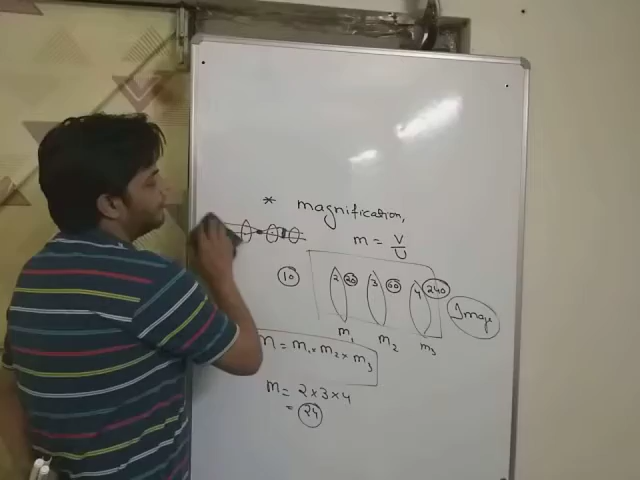 * magnification,
m = V/U
10 2 20 3 60 4 240 Image
m1 m2 m3
m = m1 = m2 × m3
m = 2×3×4
= 24